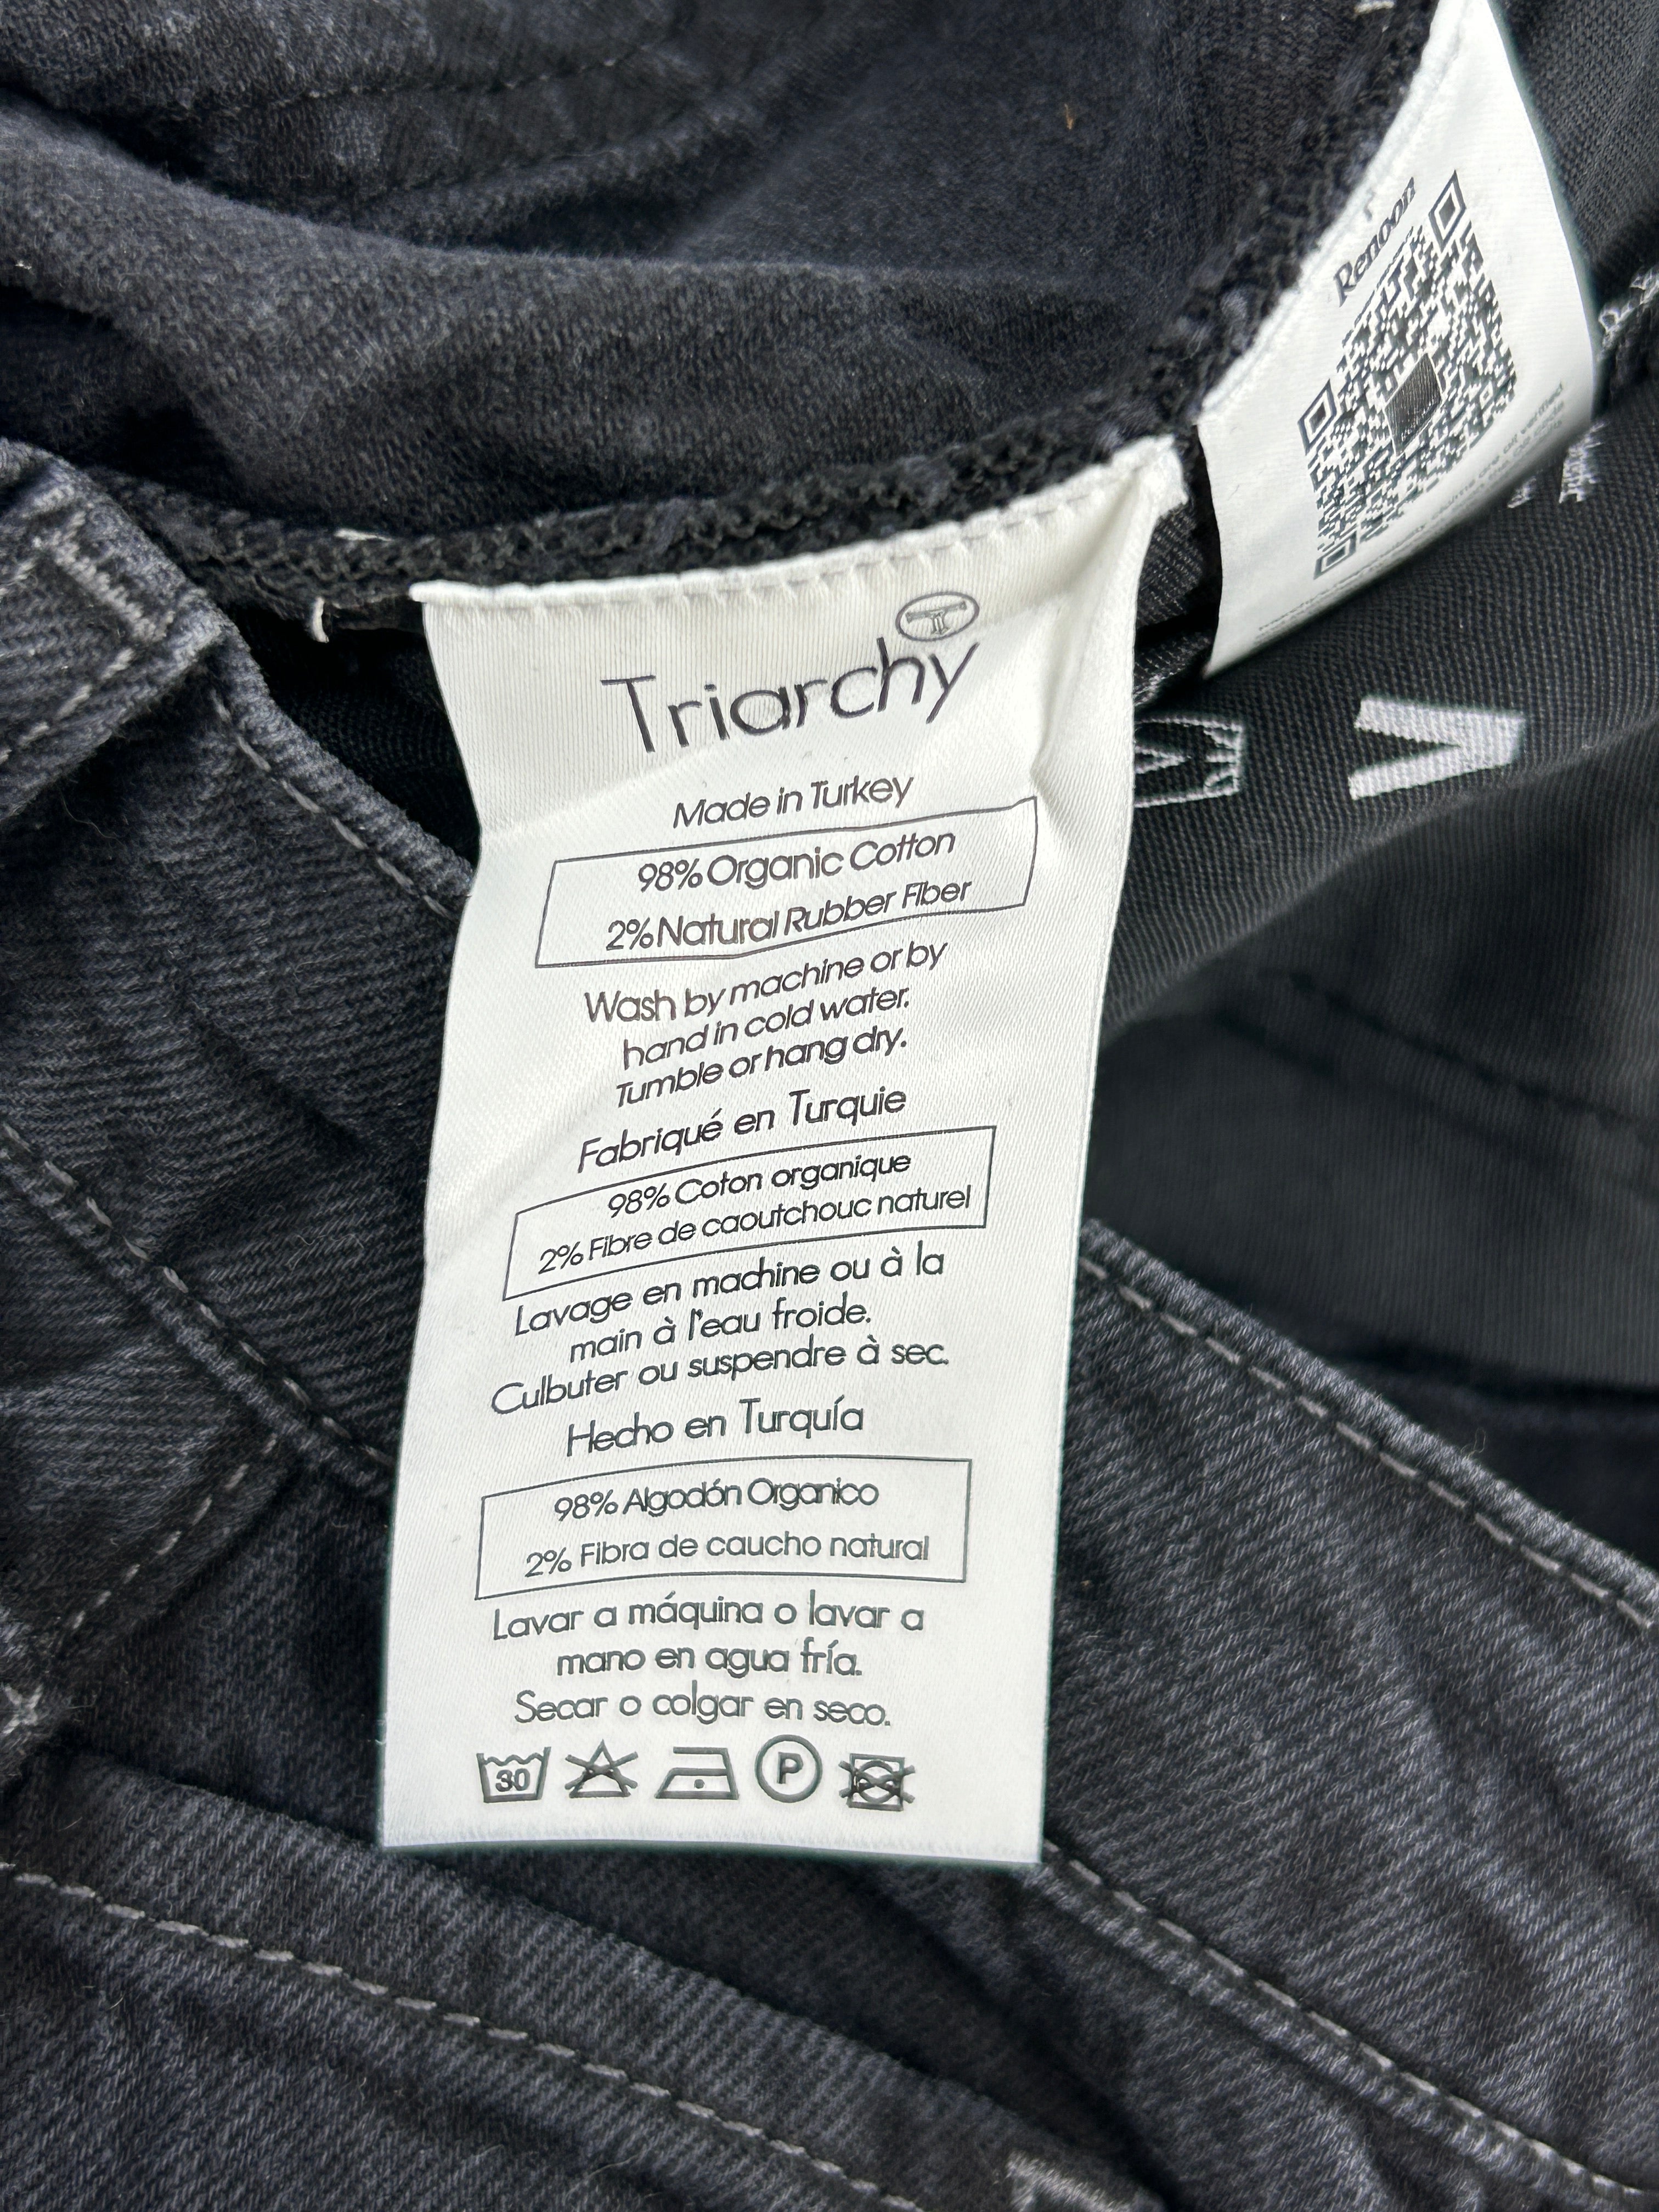 Triarchy
Made in Turkey
98% Organic Cotton
2% Natural Rubber Fiber
Wash by machine or by
hand in cold water.
Tumble or hang dry.
Fabriqué en Turquie
98% Coton organique
2% Fibre de caoutchouc naturel
Lavage en machine ou à la
main à l'eau froide.
Culbuter ou suspendre à sec.
Hecho en Turquía
98% Algodón Organico
2% Fibra de caucho natural
Lavar a máquina o lavar a
mano en agua fría.
Secar o colgar en seco.
30 P
Renoon